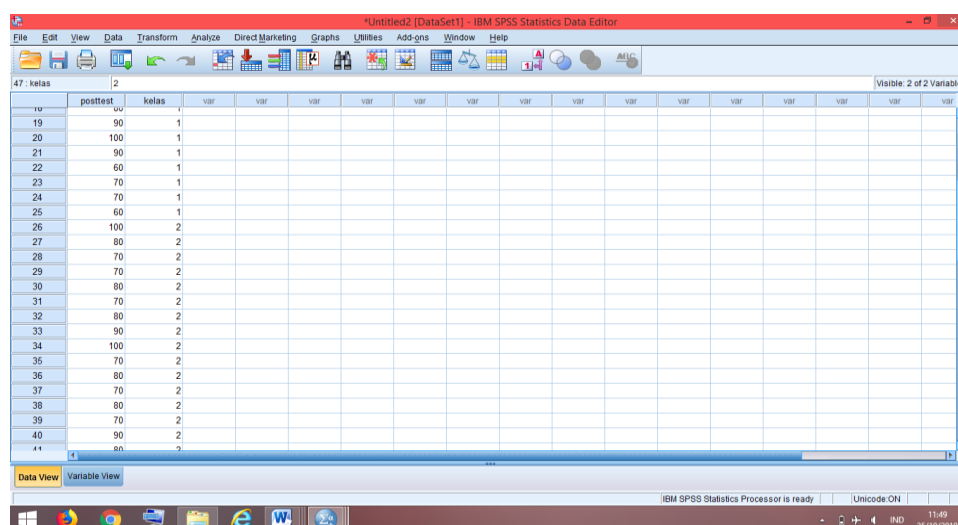 *Untitled2 [DataSet1] - IBM SPSS Statistics Data Editor
File Edit View Data Transform Analyze Direct Marketing Graphs Utilities Add-ons Window Help
47 : kelas 2 Visible: 2 of 2 Variabl
posttest kelas var var var var var var var var var var var var var var var
19 90 1
20 100 1
21 90 1
22 60 1
23 70 1
24 70 1
25 60 1
26 100 2
27 80 2
28 70 2
29 70 2
30 80 2
31 70 2
32 80 2
33 90 2
34 100 2
35 70 2
36 80 2
37 70 2
38 80 2
39 70 2
40 90 2
41 80 2
Data View Variable View
IBM SPSS Statistics Processor is ready Unicode:ON
IND 11:49